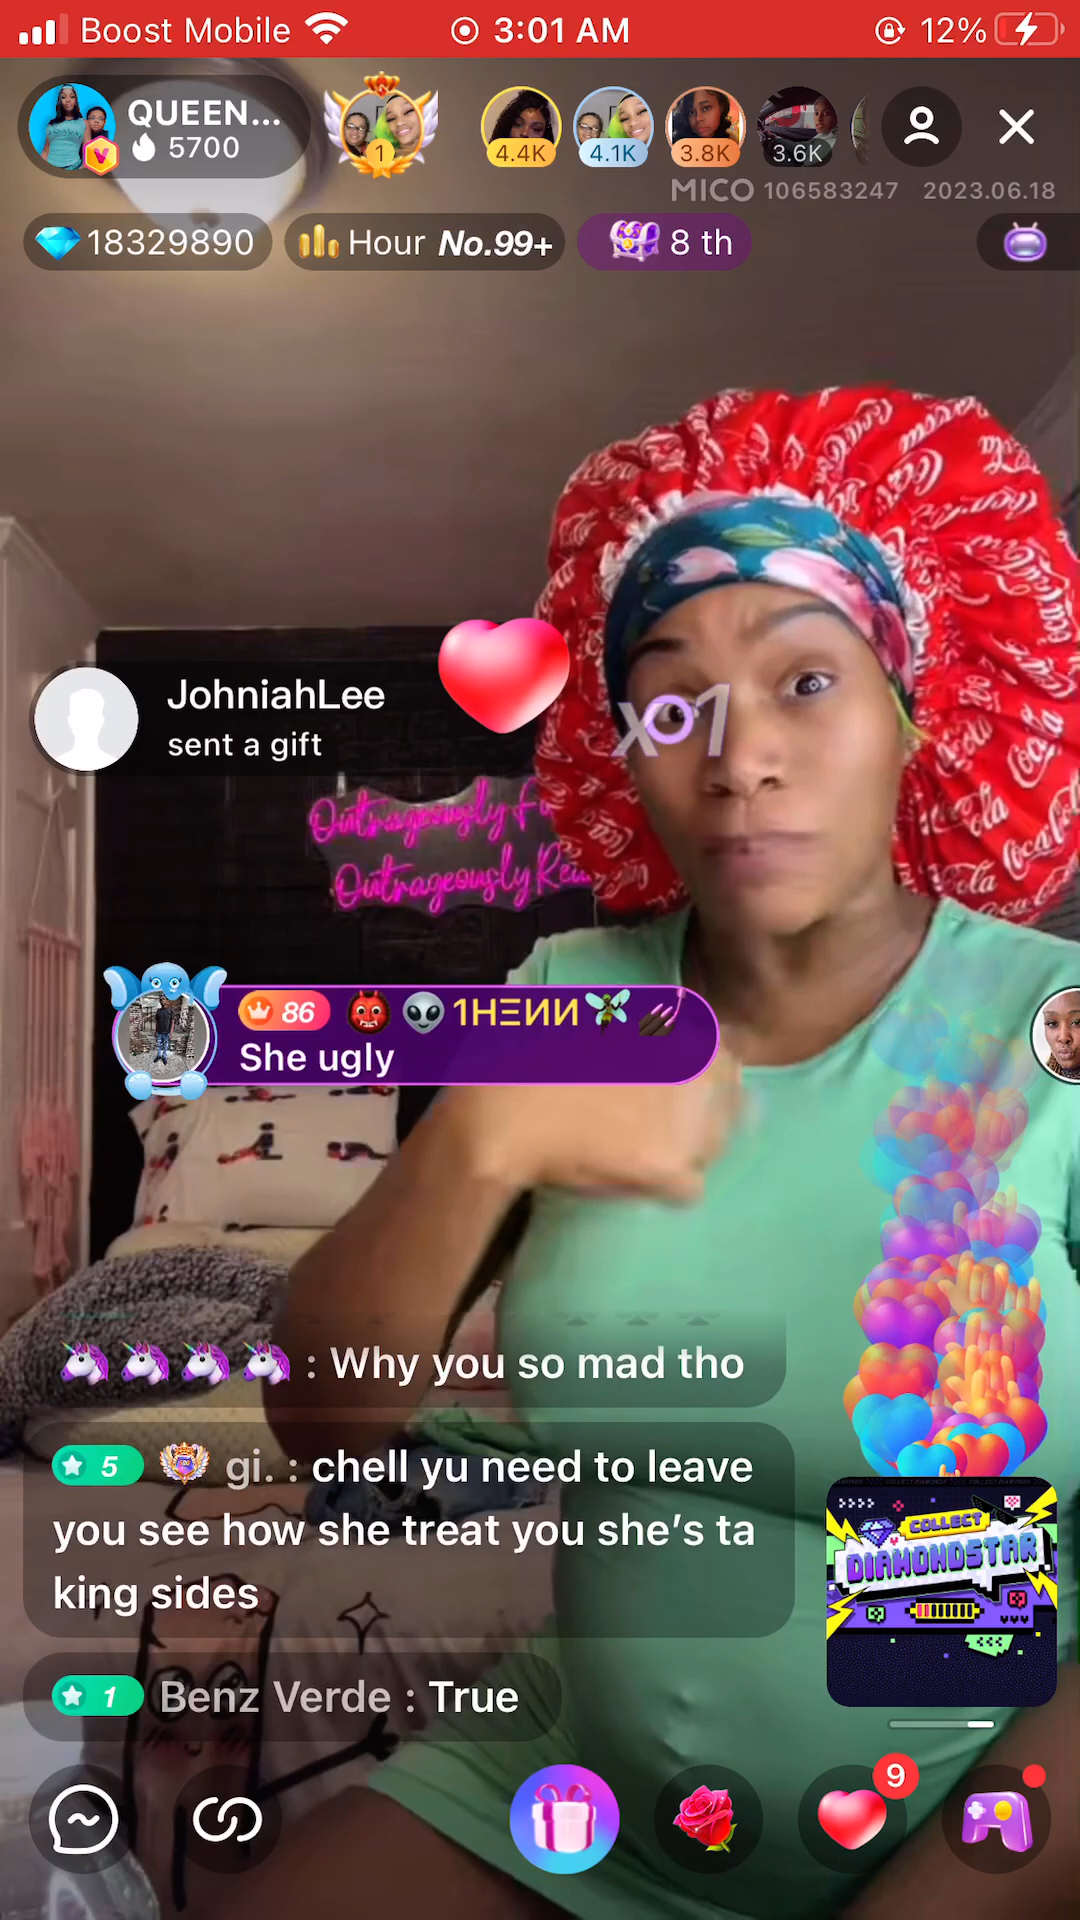 Boost Mobile 3:01 AM 12%
QUEEN...
5700
1
4.4K 4.1K 3.8K 3.6K
MICO 106583247 2023.06.18
18329890 Hour No.99+ 8 th
JohniahLee
sent a gift
x 1
Outrageously
Outrageously
86 1HΞИИ
She ugly
: Why you so mad tho
5 gi. : chell yu need to leave
you see how she treat you she's ta
king sides
1 Benz Verde : True
COLLECT
DIAMONDSTAR
9